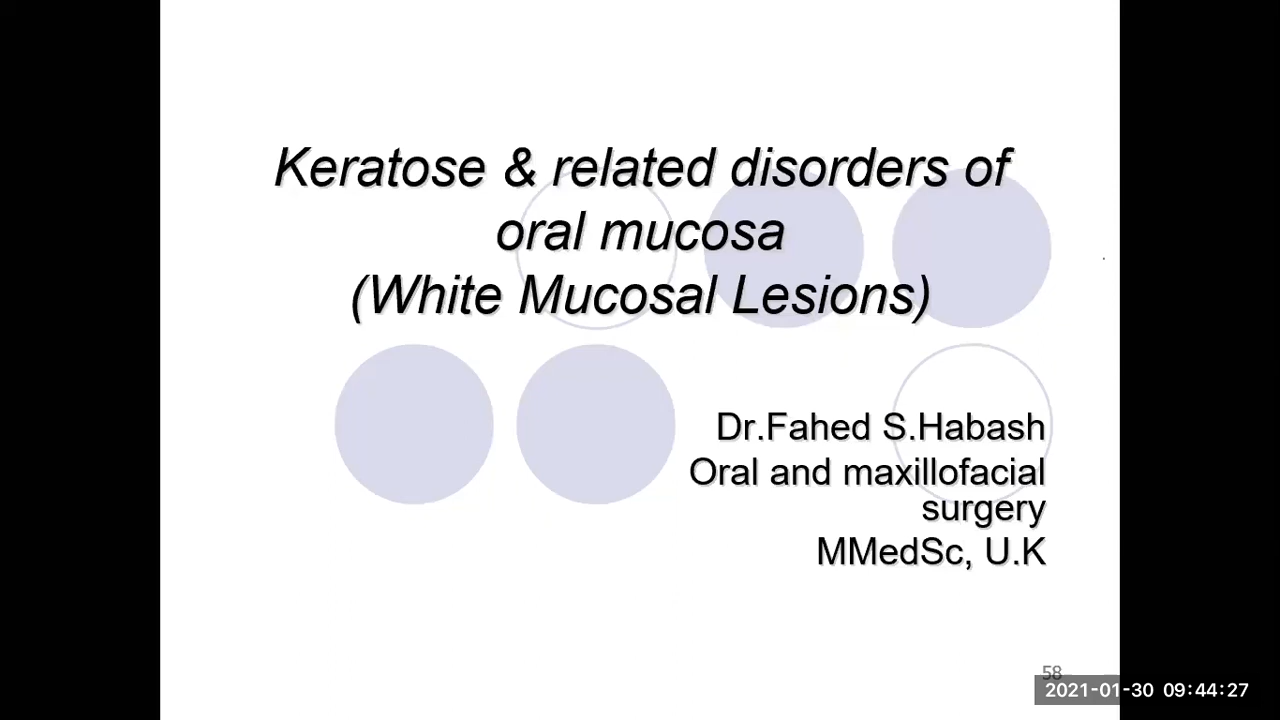 Keratose & related disorders of
oral mucosa
(White Mucosal Lesions)
Dr.Fahed S.Habash
Oral and maxillofacial
surgery
MMedSc, U.K
58
2021-01-30 09:44:27